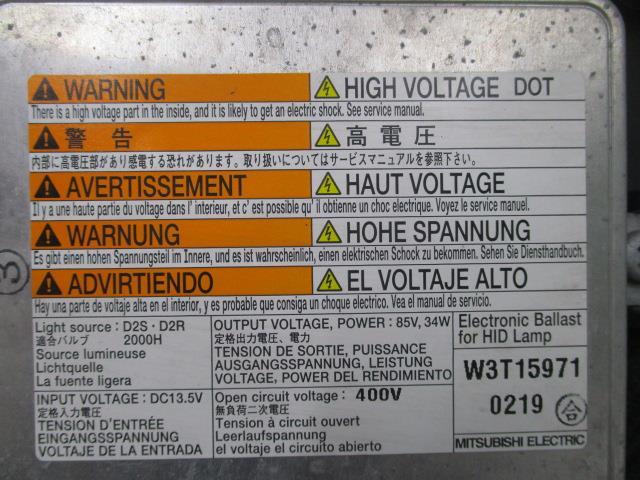 WARNING
HIGH VOLTAGE DOT
There is a high voltage part in the inside, and it is likely to get an electric shock. See service manual.
警告
高電圧
内部に高電圧部があり感電する恐れがあります。取り扱いについてはサービスマニュアルを参照下さい。
AVERTISSEMENT
HAUT VOLTAGE
Il y a une haute partie du voltage dans l' interieur, et c' est possible qu' il obtienne un choc electrique. Voyez le service manuel.
WARNUNG
HOHE SPANNUNG
Es gibt einen hohen Spannungsteil im Innere, und es ist wahrscheinlich, einen elektrischen Schock zu bekommen. Sehen Sie Diensthandbuch.
ADVIRTIENDO
EL VOLTAJE ALTO
Hay una parte de voltaje alta en el interior, y es probable que consiga un choque electrico. Vea el manual de servicio.
Light source : D2S · D2R
適合バルブ 2000H
Source lumineuse
Lichtquelle
La fuente ligera
OUTPUT VOLTAGE, POWER : 85V, 34W
定格出力電圧、電力
TENSION DE SORTIE, PUISSANCE
AUSGANGSSPANNUNG, LEISTUNG
VOLTAGE, POWER DEL RENDIMIENTO
Electronic Ballast
for HID Lamp
W3T15971
0219 合
MITSUBISHI ELECTRIC
INPUT VOLTAGE : DC13.5V
定格入力電圧
TENSION D'ENTRÉE
EINGANGSSPANNUNG
VOLTAJE DE LA ENTRADA
Open circuit voltage : 400V
無負荷二次電圧
Tension à circuit ouvert
Leerlaufspannung
el voltaje el circuito abierto
3